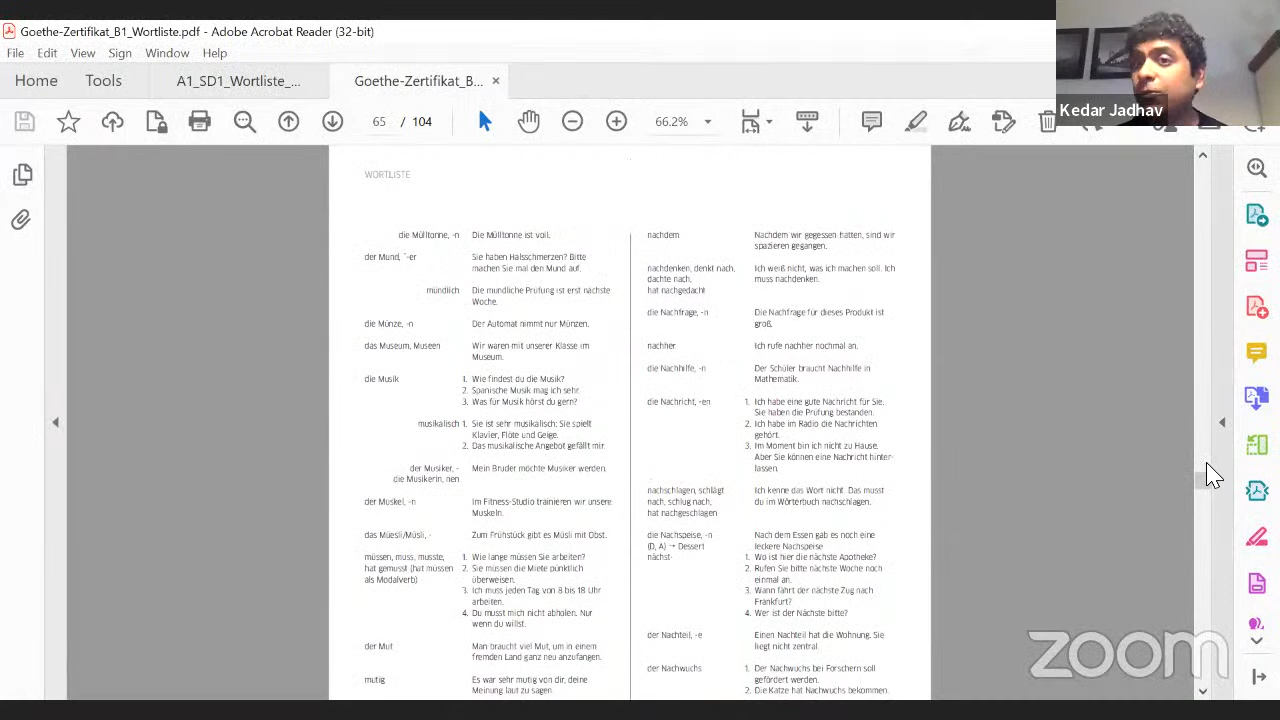 Goethe-Zertifikat_B1_Wortliste.pdf - Adobe Acrobat Reader (32-bit)
File Edit View Sign Window Help
Home Tools A1_SD1_Wortliste_... Goethe-Zertifikat_B... ×
65 / 104 66.2%
Kedar Jadhav
WORTLISTE
die Mülltonne, -n Die Mülltonne ist voll.
der Mund, ¨-er Sie haben Halsschmerzen? Bitte
machen Sie mal den Mund auf.
mündlich Die mündliche Prüfung ist erst nächste
Woche.
die Münze, -n Der Automat nimmt nur Münzen.
das Museum, Museen Wir waren mit unserer Klasse im
Museum.
die Musik 1. Wie findest du die Musik?
2. Spanische Musik mag ich sehr.
3. Was für Musik hörst du gern?
musikalisch 1. Sie ist sehr musikalisch: Sie spielt
Klavier, Flöte und Geige.
2. Das musikalische Angebot gefällt mir.
der Musiker, - Mein Bruder möchte Musiker werden.
die Musikerin, nen
der Muskel, -n Im Fitness-Studio trainieren wir unsere
Muskeln.
das Müesli/Müsli, - Zum Frühstück gibt es Müsli mit Obst.
müssen, muss, musste, 1. Wie lange müssen Sie arbeiten?
hat gemusst (hat müssen 2. Sie müssen die Miete pünktlich
als Modalverb) überweisen.
3. Ich muss jeden Tag von 8 bis 18 Uhr
arbeiten.
4. Du musst mich nicht abholen. Nur
wenn du willst.
der Mut Man braucht viel Mut, um in einem
fremden Land ganz neu anzufangen.
mutig Es war sehr mutig von dir, deine
Meinung laut zu sagen.
nachdem Nachdem wir gegessen hatten, sind wir
spazieren gegangen.
nachdenken, denkt nach, Ich weiß nicht, was ich machen soll. Ich
dachte nach, muss nachdenken.
hat nachgedacht
die Nachfrage, -n Die Nachfrage für dieses Produkt ist
groß.
nachher Ich rufe nachher nochmal an.
die Nachhilfe, -n Der Schüler braucht Nachhilfe in
Mathematik.
die Nachricht, -en 1. Ich habe eine gute Nachricht für Sie.
Sie haben die Prüfung bestanden.
2. Ich habe im Radio die Nachrichten
gehört.
3. Im Moment bin ich nicht zu Hause.
Aber Sie können eine Nachricht hinter-
lassen.
nachschlagen, schlägt Ich kenne das Wort nicht. Das musst
nach, schlug nach, du im Wörterbuch nachschlagen.
hat nachgeschlagen
die Nachspeise, -n Nach dem Essen gab es noch eine
(D, A) → Dessert leckere Nachspeise
nächst- 1. Wo ist hier die nächste Apotheke?
2. Rufen Sie bitte nächste Woche noch
einmal an.
3. Wann fährt der nächste Zug nach
Frankfurt?
4. Wer ist der Nächste bitte?
der Nachteil, -e Einen Nachteil hat die Wohnung. Sie
liegt nicht zentral.
der Nachwuchs 1. Der Nachwuchs bei Forschern soll
gefördert werden.
2. Die Katze hat Nachwuchs bekommen.
zoom